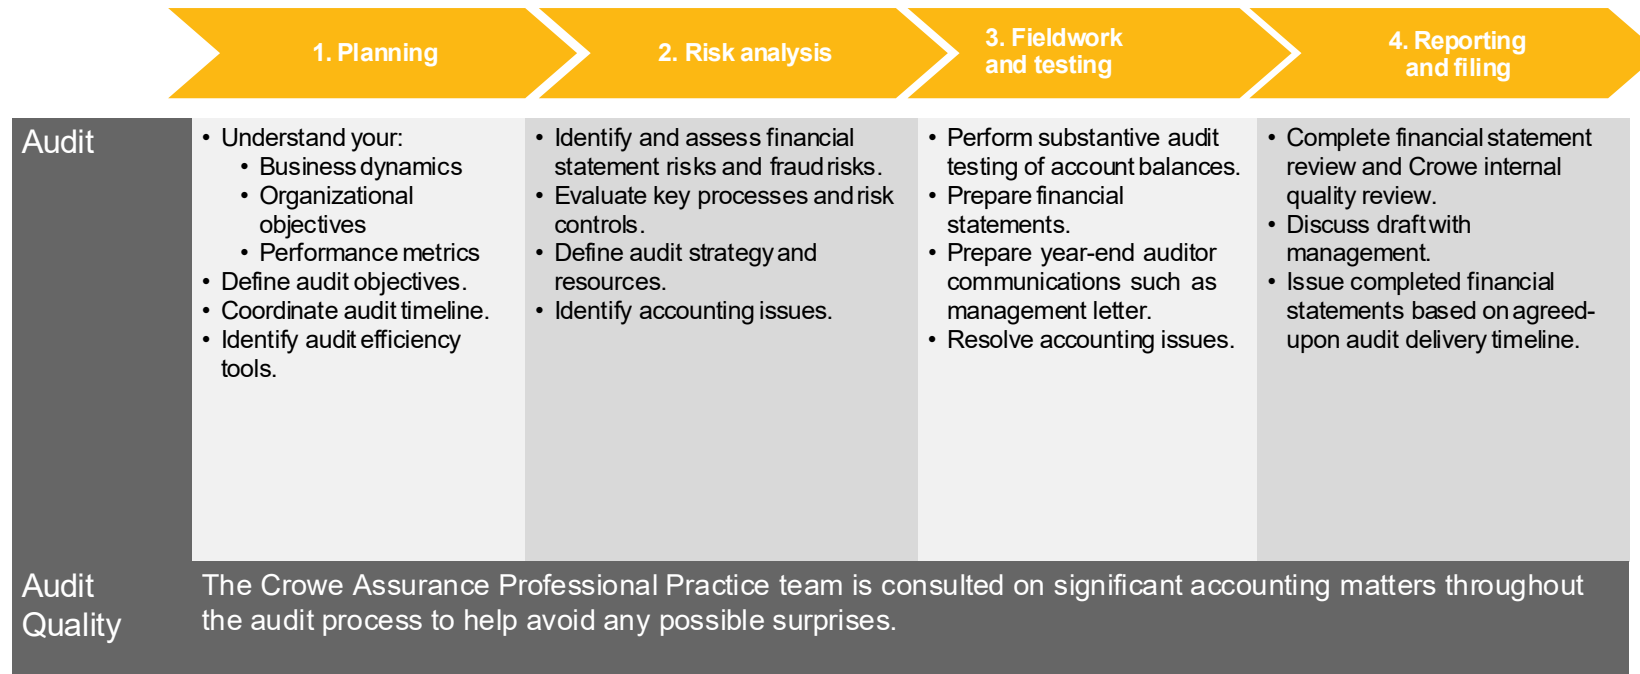 1. Planning
2. Risk analysis
3. Fieldwork
and testing
4. Reporting
and filing
Audit
• Understand your:
• Business dynamics
• Organizational
objectives
• Performance metrics
• Define audit objectives.
• Coordinate audit timeline.
• Identify audit efficiency
tools.
• Identify and assess financial
statement risks and fraud risks.
• Evaluate key processes and risk
controls.
• Define audit strategy and
resources.
• Identify accounting issues.
• Perform substantive audit
testing of account balances.
• Prepare financial
statements.
• Prepare year-end auditor
communications such as
management letter.
• Resolve accounting issues.
• Complete financial statement
review and Crowe internal
quality review.
• Discuss draft with
management.
• Issue completed financial
statements based on agreed-
upon audit delivery timeline.
Audit
Quality
The Crowe Assurance Professional Practice team is consulted on significant accounting matters throughout
the audit process to help avoid any possible surprises.